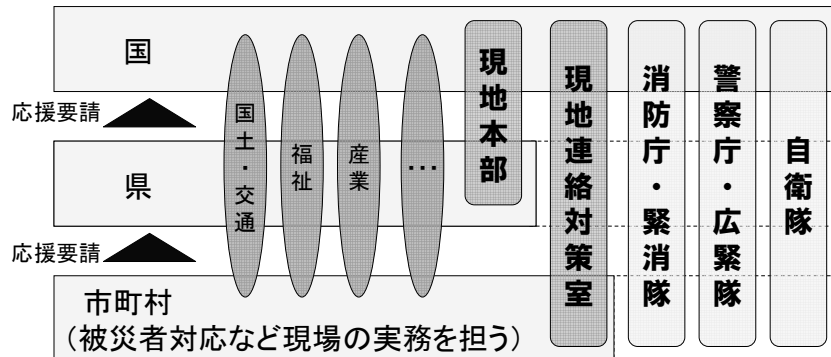 国
応援要請
県
応援要請
市町村
（被災者対応など現場の実務を担う）
国土・交通
福祉
産業
…
現地本部
現地連絡対策室
消防庁・緊消隊
警察庁・広緊隊
自衛隊